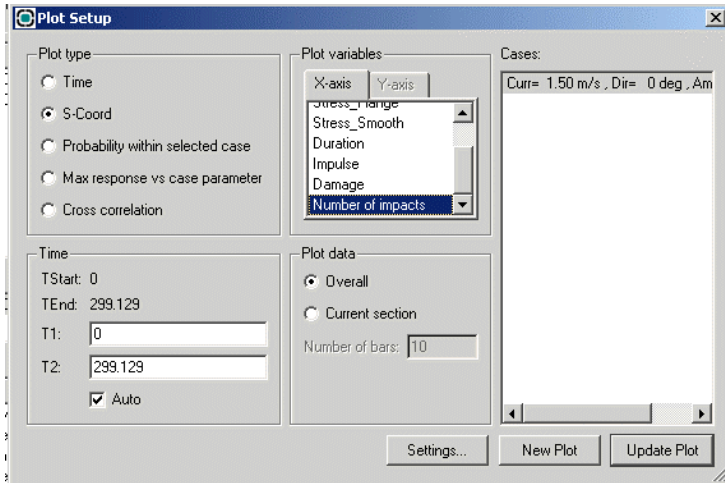 Plot Setup
Plot type
Time
S-Coord
Probability within selected case
Max response vs case parameter
Cross correlation
Plot variables
X-axis
Y-axis
Stress_Flange
Stress_Smooth
Duration
Impulse
Damage
Number of impacts
Cases:
Curr= 1.50 m/s , Dir= 0 deg , Am
Time
TStart: 0
TEnd: 299.129
T1: 0
T2: 299.129
Auto
Plot data
Overall
Current section
Number of bars: 10
Settings...
New Plot
Update Plot